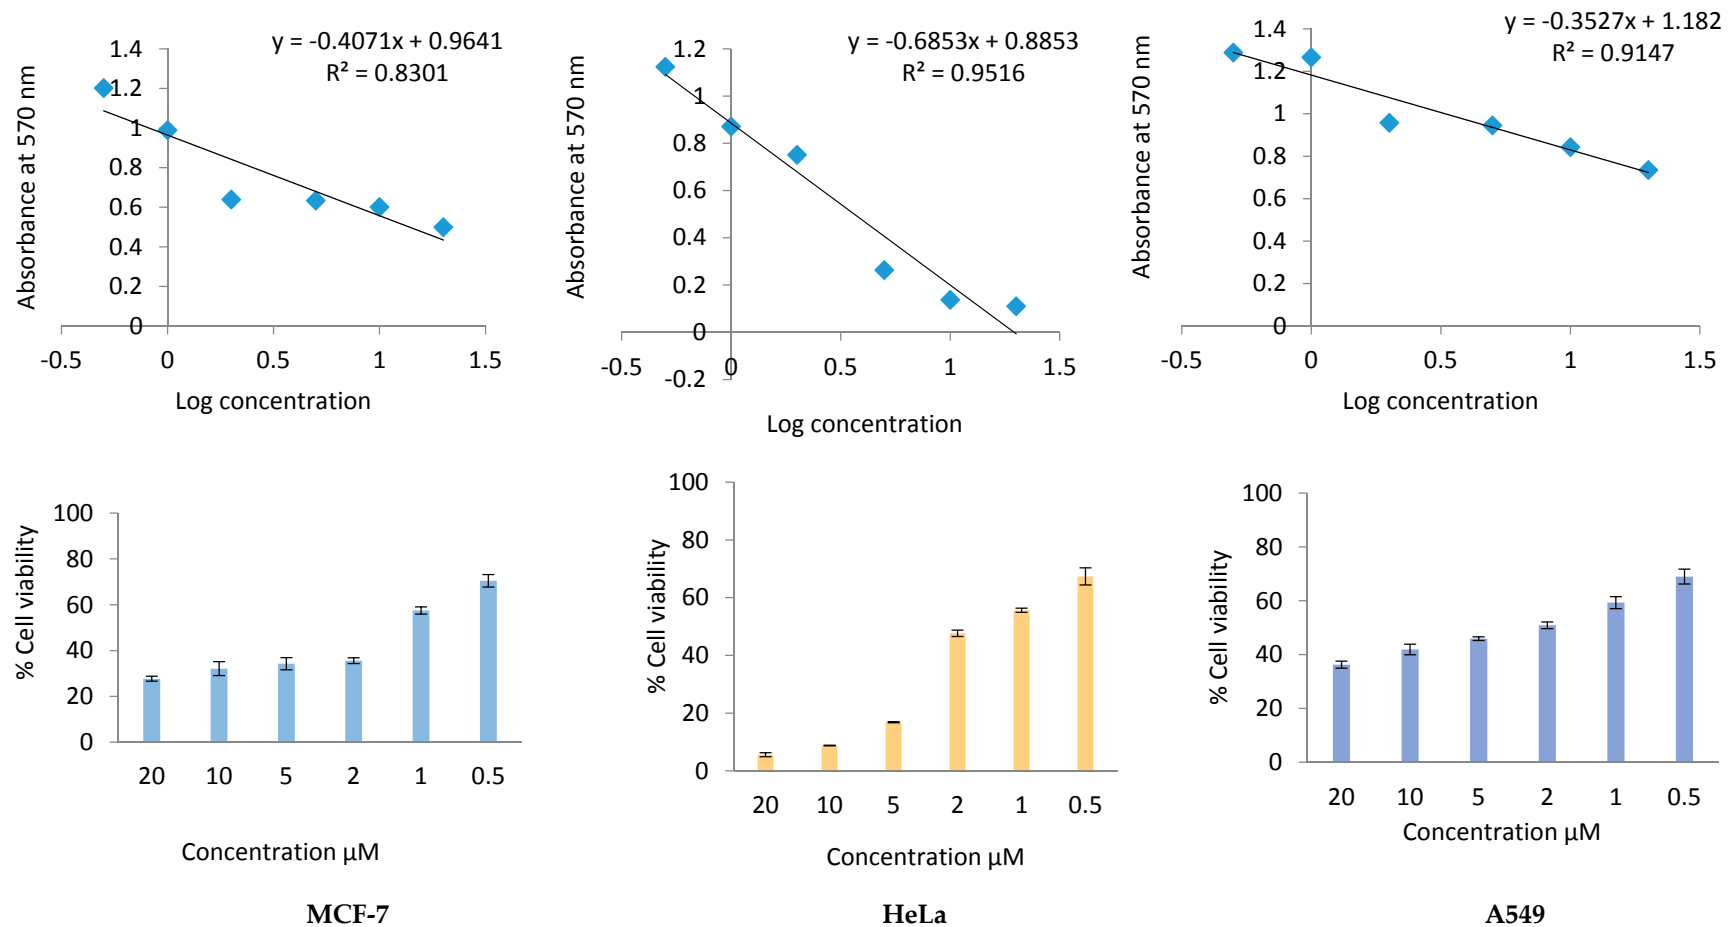 y = -0.4071x + 0.9641
R² = 0.8301
1.4
1.2
1
0.8
0.6
0.4
0.2
0
-0.5 0 0.5 1 1.5
Absorbance at 570 nm
Log concentration
y = -0.6853x + 0.8853
R² = 0.9516
1.2
1
0.8
0.6
0.4
0.2
0
-0.2
-0.5 0 0.5 1 1.5
Absorbance at 570 nm
Log concentration
y = -0.3527x + 1.182
R² = 0.9147
1.4
1.2
1
0.8
0.6
0.4
0.2
0
-0.5 0 0.5 1 1.5
Absorbance at 570 nm
Log concentration
100
80
60
40
20
0
% Cell viability
20 10 5 2 1 0.5
Concentration µM
MCF-7
100
80
60
40
20
0
% Cell viability
20 10 5 2 1 0.5
Concentration µM
HeLa
100
80
60
40
20
0
% Cell viability
20 10 5 2 1 0.5
Concentration µM
A549